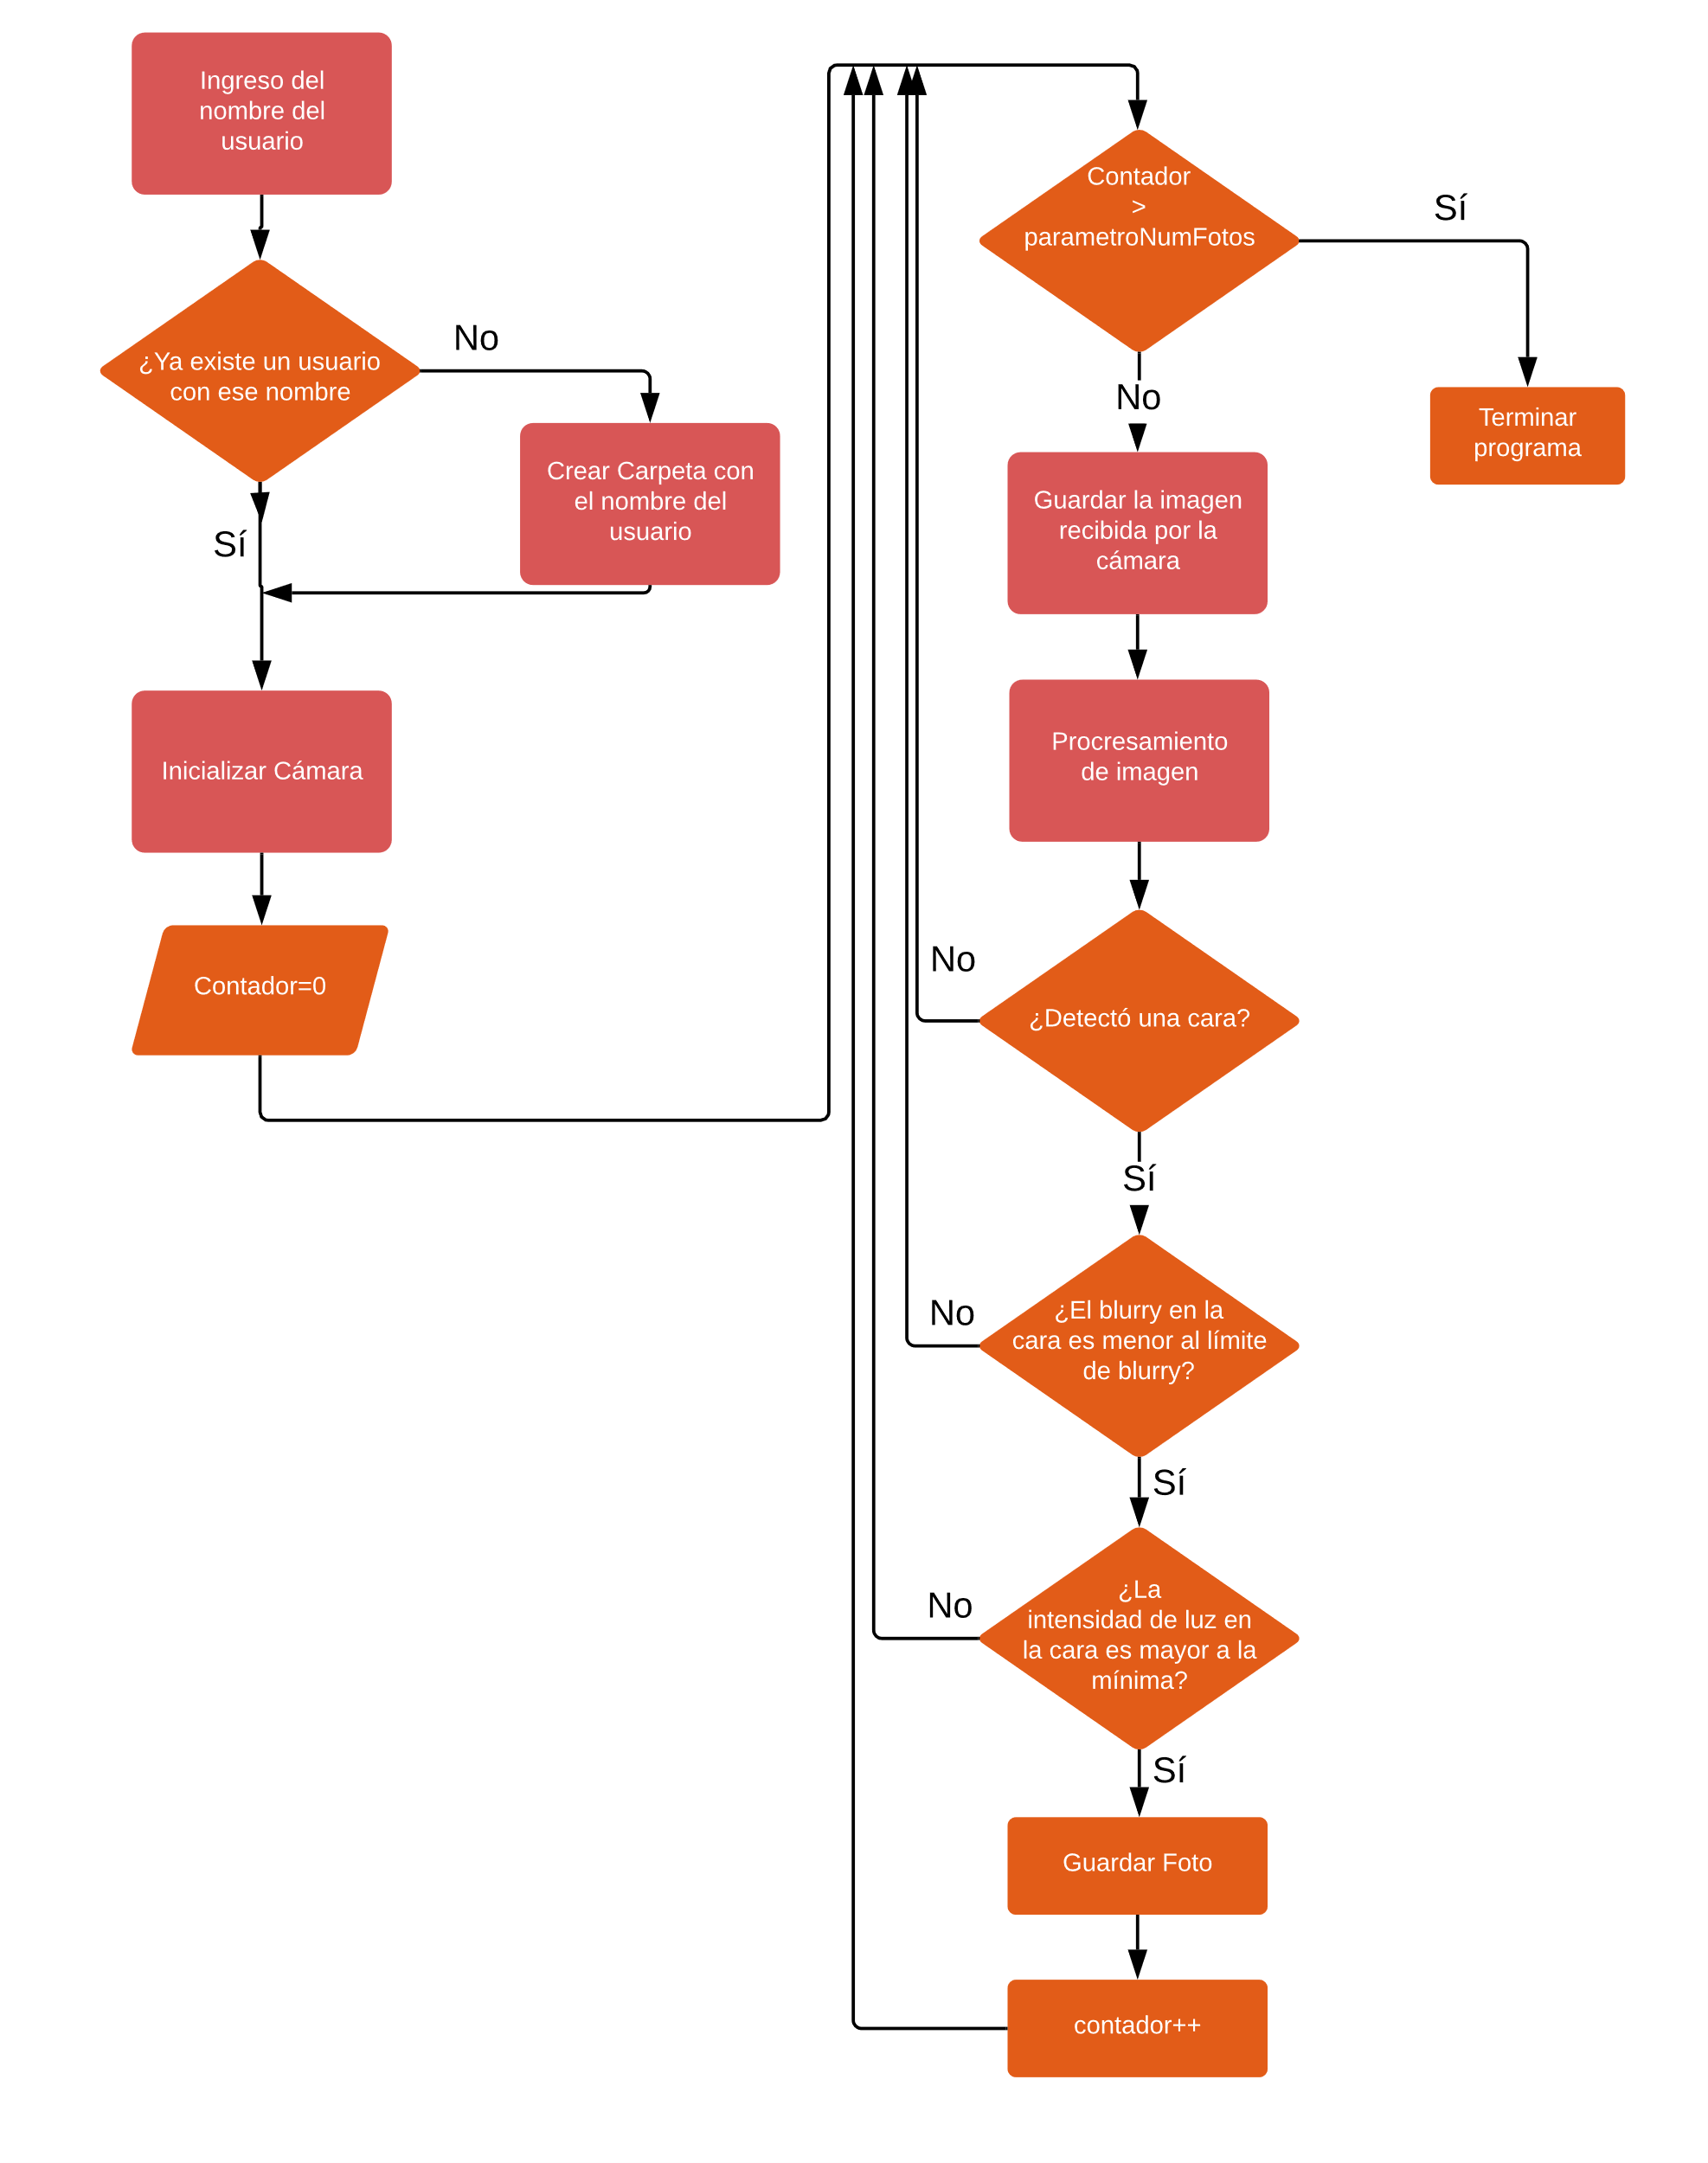 Ingreso del
nombre del
usuario
¿Ya existe un usuario
con ese nombre
No
Crear Carpeta con
el nombre del
usuario
Sí
Inicializar Cámara
Contador=0
Contador
>
parametroNumFotos
Sí
Terminar
programa
No
Guardar la imagen
recibida por la
cámara
Procresamiento
de imagen
No
¿Detectó una cara?
Sí
No
¿El blurry en la
cara es menor al límite
de blurry?
Sí
No
¿La
intensidad de luz en
la cara es mayor a la
mínima?
Sí
Guardar Foto
contador++